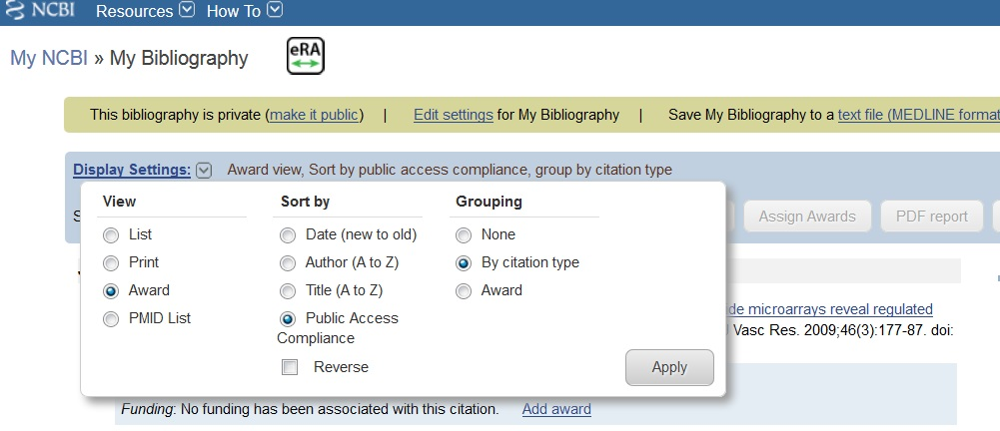 NCBI Resources How To
My NCBI » My Bibliography eRA
This bibliography is private (make it public) | Edit settings for My Bibliography | Save My Bibliography to a text file (MEDLINE format
Display Settings: Award view, Sort by public access compliance, group by citation type
S Assign Awards PDF report
View Sort by Grouping
List Date (new to old) None
Print Author (A to Z) By citation type
Award Title (A to Z) Award
PMID List Public Access
Compliance
Reverse Apply
de microarrays reveal regulated
Vasc Res. 2009;46(3):177-87. doi:
Funding: No funding has been associated with this citation. Add award